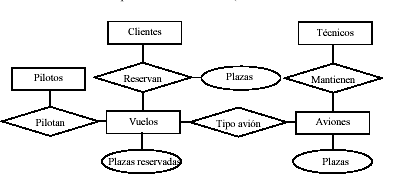 Clientes
Técnicos
Pilotos
Reservan
Plazas
Mantienen
Pilotan
Vuelos
Tipo avión
Aviones
Plazas reservadas
Plazas